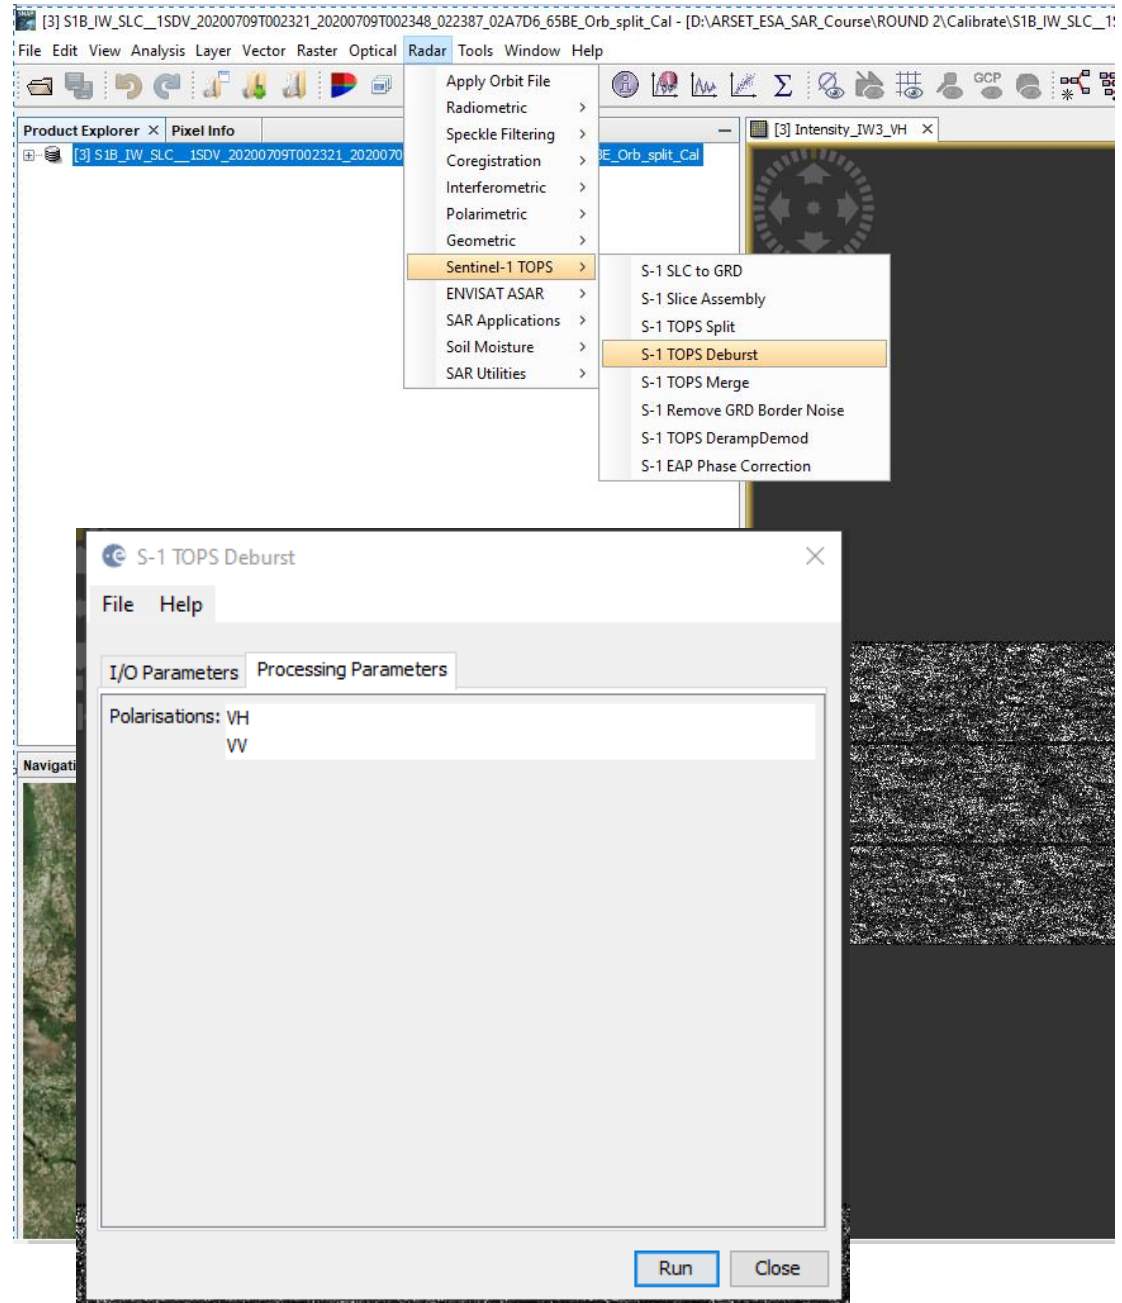 [3] S1B_IW_SLC__1SDV_20200709T002321_20200709T002348_022387_02A7D6_65BE_Orb_split_Cal - [D:\ARSET_ESA_SAR_Course\ROUND 2\Calibrate\S1B_IW_SLC__1
File Edit View Analysis Layer Vector Raster Optical Radar Tools Window Help
GCP
Product Explorer × Pixel Info
[3] Intensity_IW3_VH ×
[3] S1B_IW_SLC__1SDV_20200709T002321_2020070
E_Orb_split_Cal
Apply Orbit File
Radiometric >
Speckle Filtering >
Coregistration >
Interferometric >
Polarimetric >
Geometric >
Sentinel-1 TOPS >
ENVISAT ASAR >
SAR Applications >
Soil Moisture >
SAR Utilities >
S-1 SLC to GRD
S-1 Slice Assembly
S-1 TOPS Split
S-1 TOPS Deburst
S-1 TOPS Merge
S-1 Remove GRD Border Noise
S-1 TOPS DerampDemod
S-1 EAP Phase Correction
S-1 TOPS Deburst
File Help
I/O Parameters Processing Parameters
Polarisations: VH
VV
Navigati
Run Close